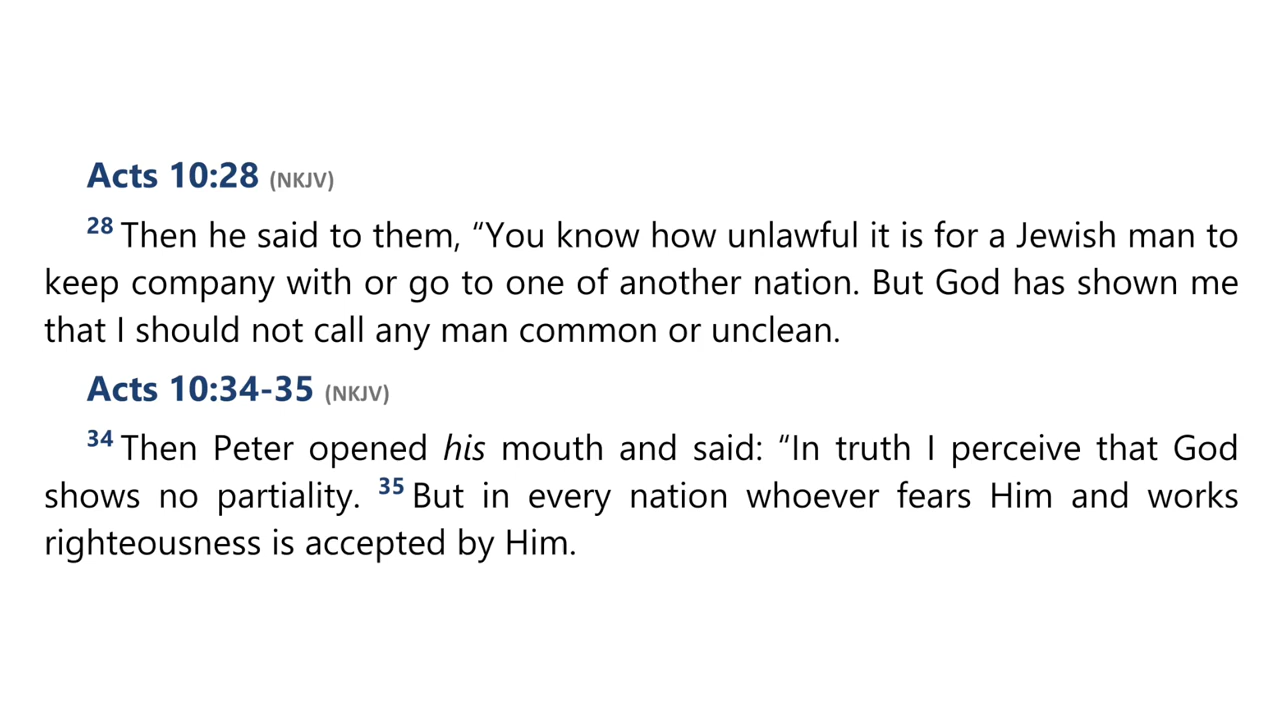 Acts 10:28 (NKJV)
28 Then he said to them, “You know how unlawful it is for a Jewish man to
keep company with or go to one of another nation. But God has shown me
that I should not call any man common or unclean.
Acts 10:34-35 (NKJV)
34 Then Peter opened his mouth and said: “In truth I perceive that God
shows no partiality. 35 But in every nation whoever fears Him and works
righteousness is accepted by Him.